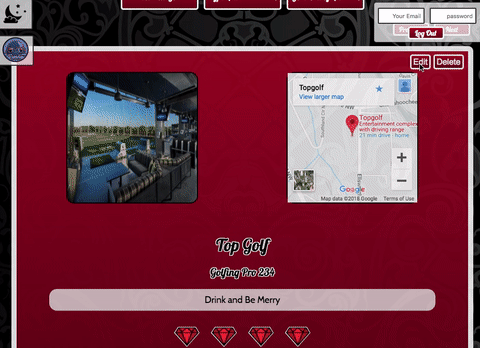 Your Email
password
Log Out
Edit
Delete
Topgolf
View larger map
Topgolf
Entertainment complex
with driving range
21 min drive · home
+
−
Google
Map data ©2018 Google
Terms of Use
Top Golf
Golfing Pro 234
Drink and Be Merry